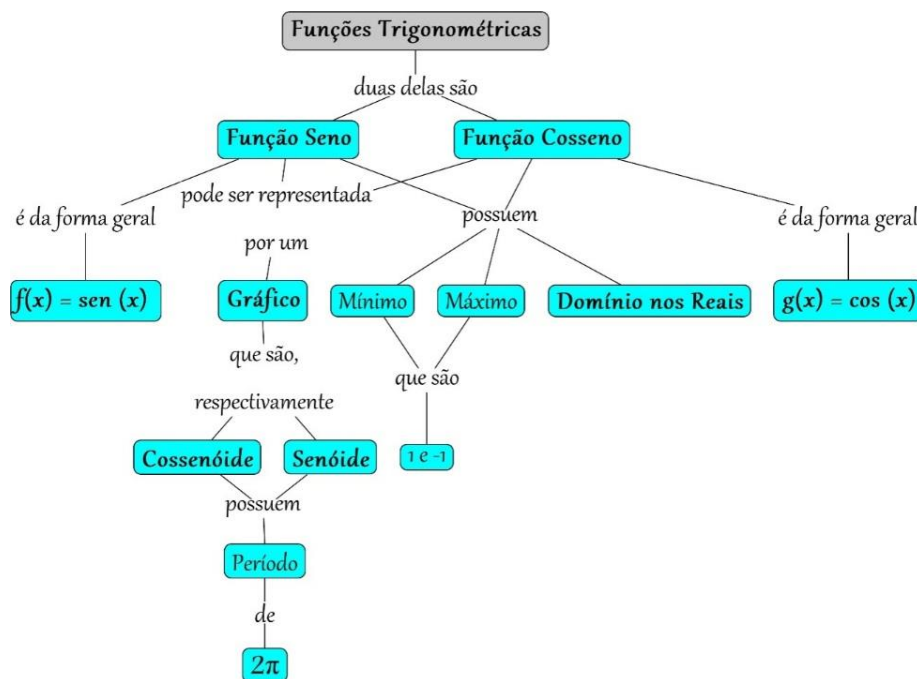 Funções Trigonométricas
duas delas são
Função Seno
Função Cosseno
pode ser representada
é da forma geral
possuem
é da forma geral
por um
f(x) = sen (x)
Gráfico
Mínimo
Máximo
Domínio nos Reais
g(x) = cos (x)
que são,
que são
respectivamente
Cossenóide
Senóide
1 e -1
possuem
Período
de
2π